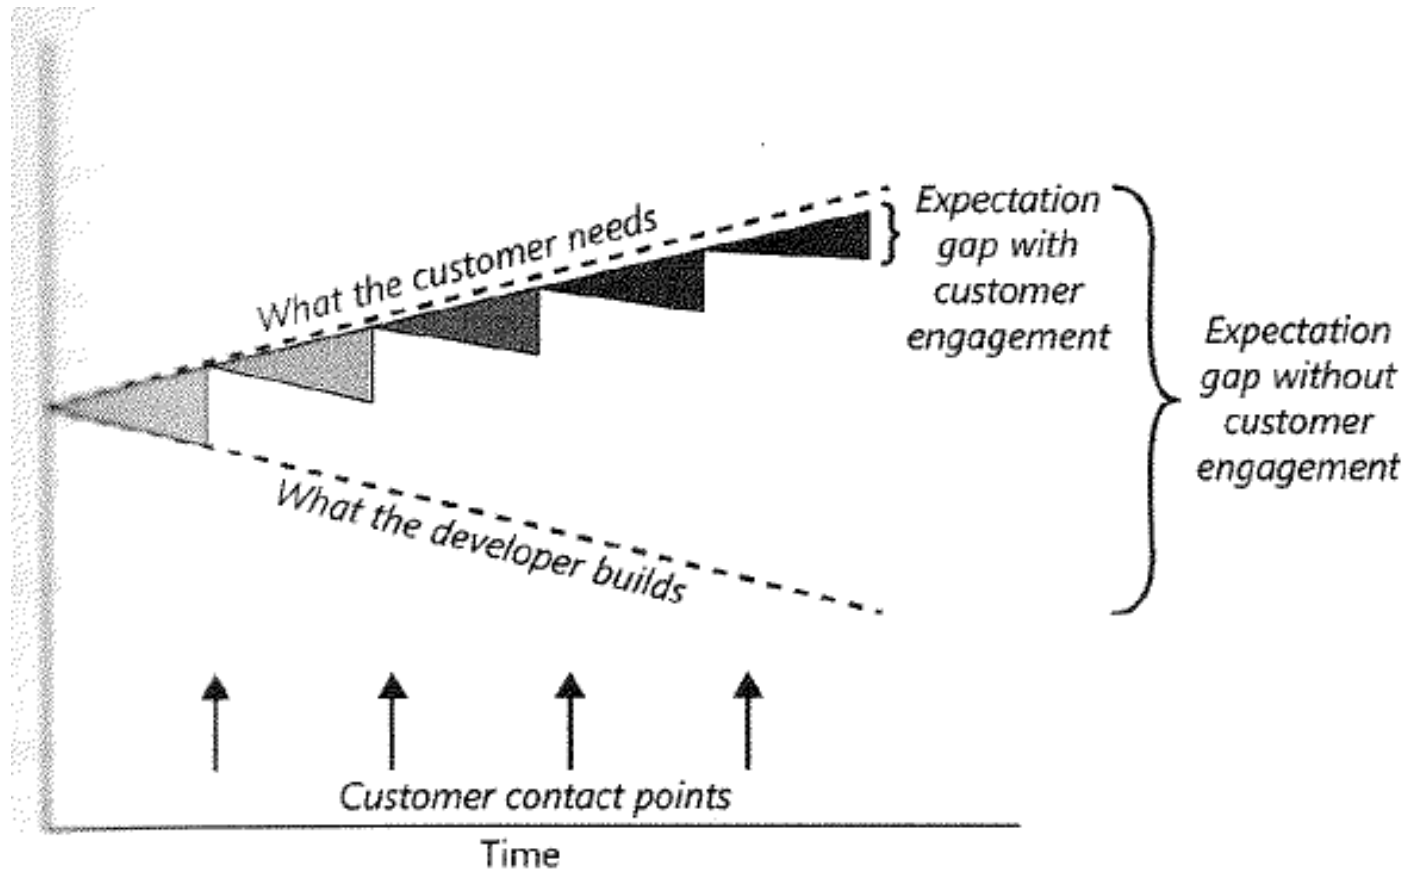 What the customer needs
Expectation
gap with
customer
engagement
Expectation
gap without
customer
engagement
What the developer builds
Customer contact points
Time